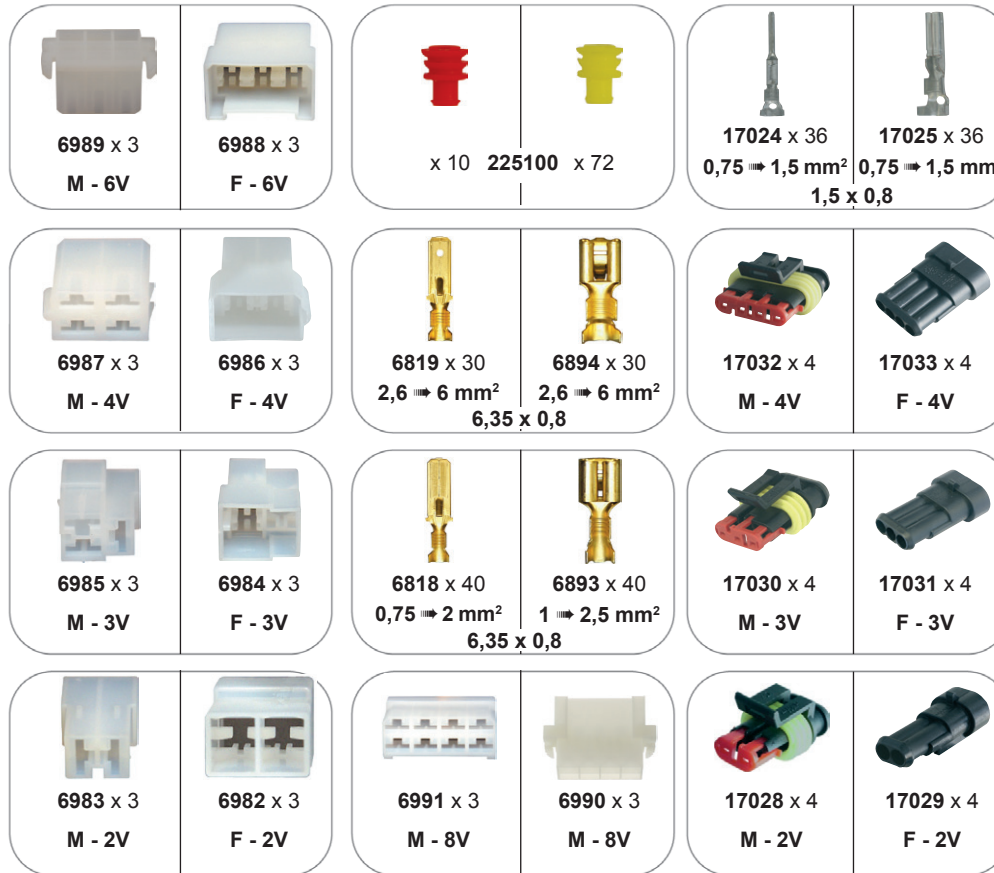 6989 x 3
M - 6V
6988 x 3
F - 6V
x 10 225100 x 72
17024 x 36
0,75 ➠ 1,5 mm²
17025 x 36
0,75 ➠ 1,5 mm
1,5 x 0,8
6987 x 3
M - 4V
6986 x 3
F - 4V
6819 x 30
2,6 ➠ 6 mm²
6894 x 30
2,6 ➠ 6 mm²
6,35 x 0,8
17032 x 4
M - 4V
17033 x 4
F - 4V
6985 x 3
M - 3V
6984 x 3
F - 3V
6818 x 40
0,75 ➠ 2 mm²
6893 x 40
1 ➠ 2,5 mm²
6,35 x 0,8
17030 x 4
M - 3V
17031 x 4
F - 3V
6983 x 3
M - 2V
6982 x 3
F - 2V
6991 x 3
M - 8V
6990 x 3
M - 8V
17028 x 4
M - 2V
17029 x 4
F - 2V